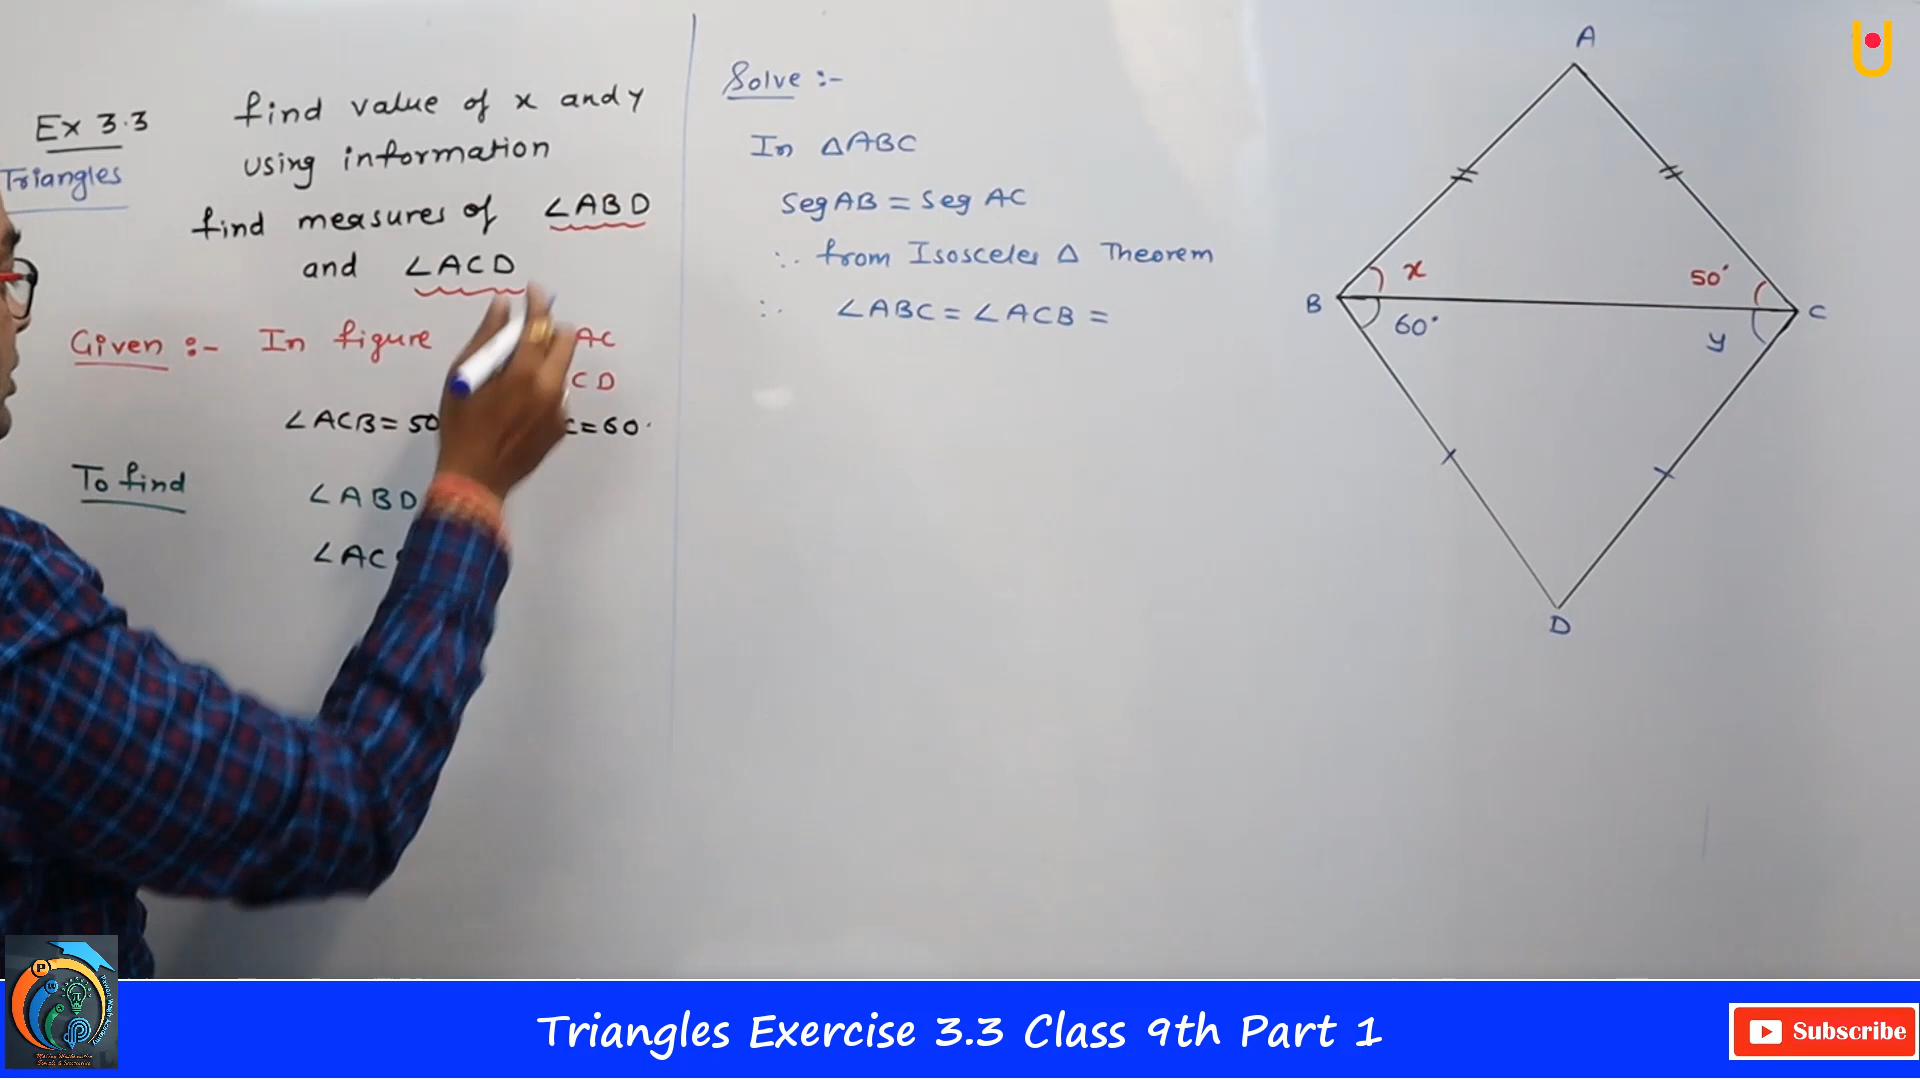 Ex 3.3
Triangles
find value of x and y
using information
find measures of ∠ABD
and ∠ACD
Given :- In figure AC
CD
∠ACB = 50 C = 60°
To find ∠ABD
∠AC
Solve :-
In △ABC
Seg AB = Seg AC
∴ from Isosceles △ Theorem
∴ ∠ABC = ∠ACB =
A
B x 50° C
60° y
D
Triangles Exercise 3.3 Class 9th Part 1
Subscribe